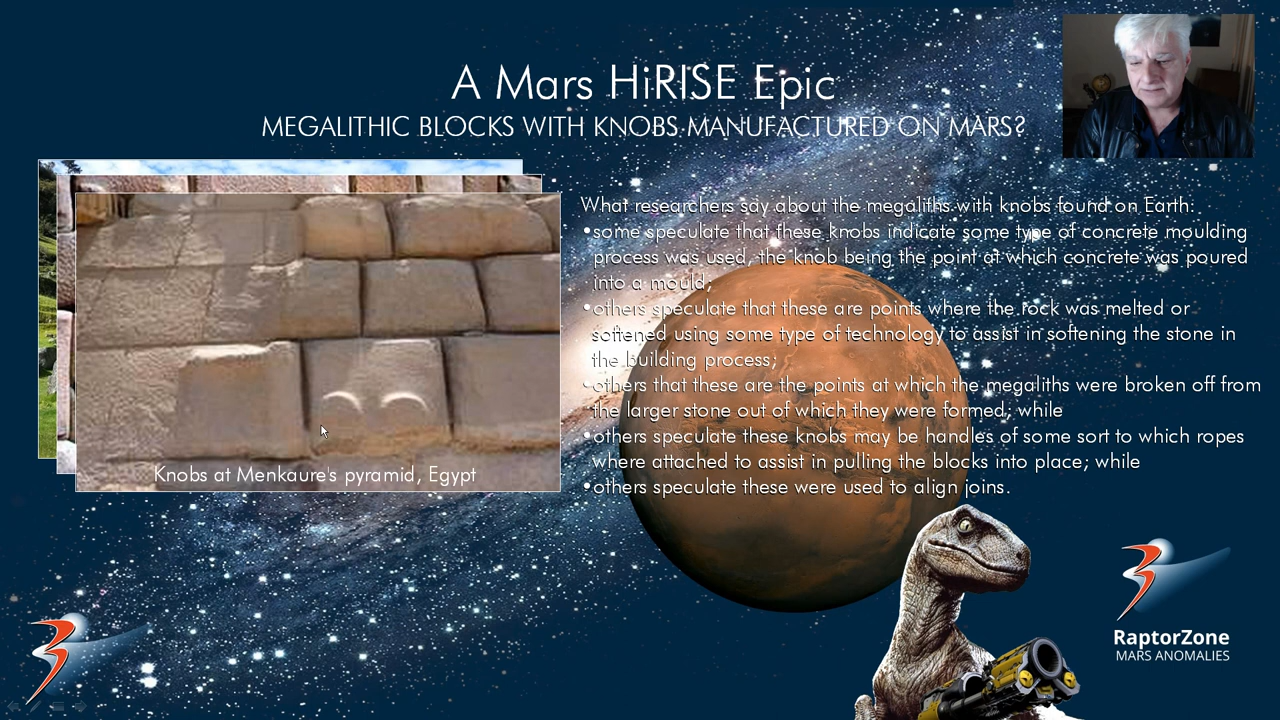 A Mars HiRISE Epic
MEGALITHIC BLOCKS WITH KNOBS MANUFACTURED ON MARS?
What researchers say about the megaliths with knobs found on Earth:
•some speculate that these knobs indicate some type of concrete moulding
process was used, the knob being the point at which concrete was poured
into a mould;
•others speculate that these are points where the rock was melted or
softened using some type of technology to assist in softening the stone in
the building process;
•others that these are the points at which the megaliths were broken off from
the larger stone out of which they were formed; while
•others speculate these knobs may be handles of some sort to which ropes
where attached to assist in pulling the blocks into place; while
•others speculate these were used to align joins.
Knobs at Menkaure's pyramid, Egypt
RaptorZone
MARS ANOMALIES